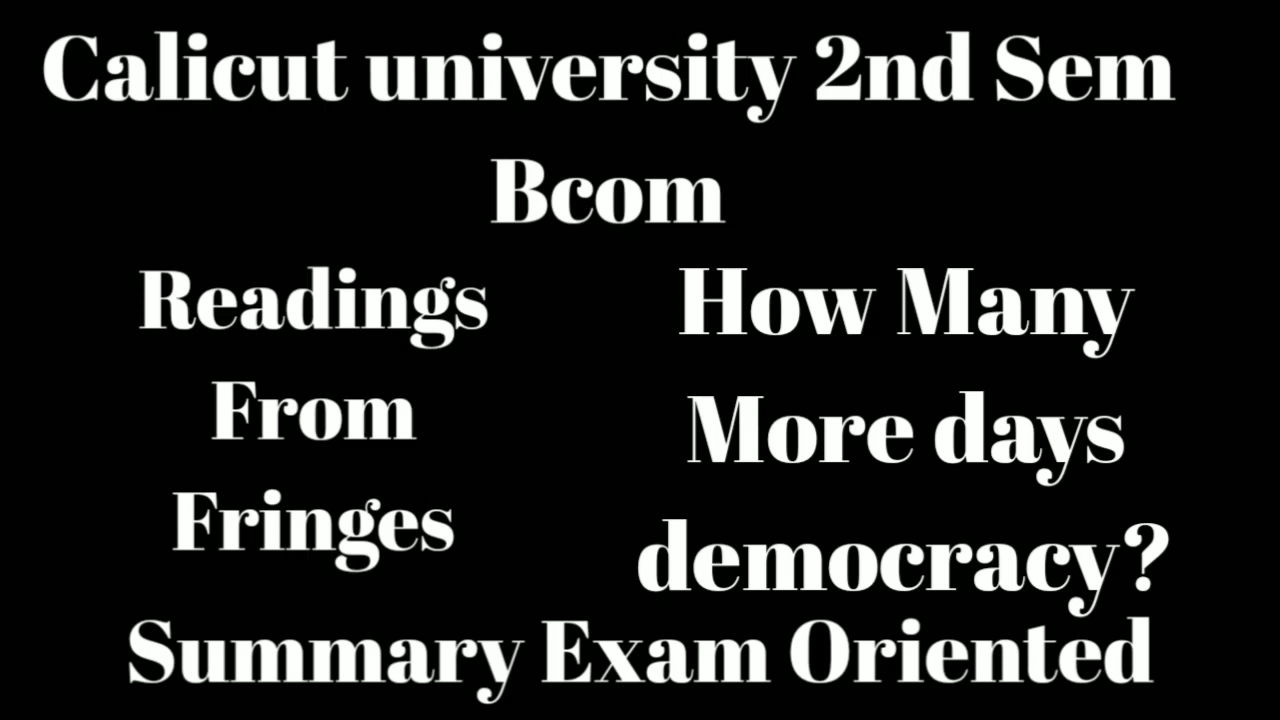 Calicut university 2nd Sem
Bcom
Readings
From
Fringes
How Many
More days
democracy?
Summary Exam Oriented